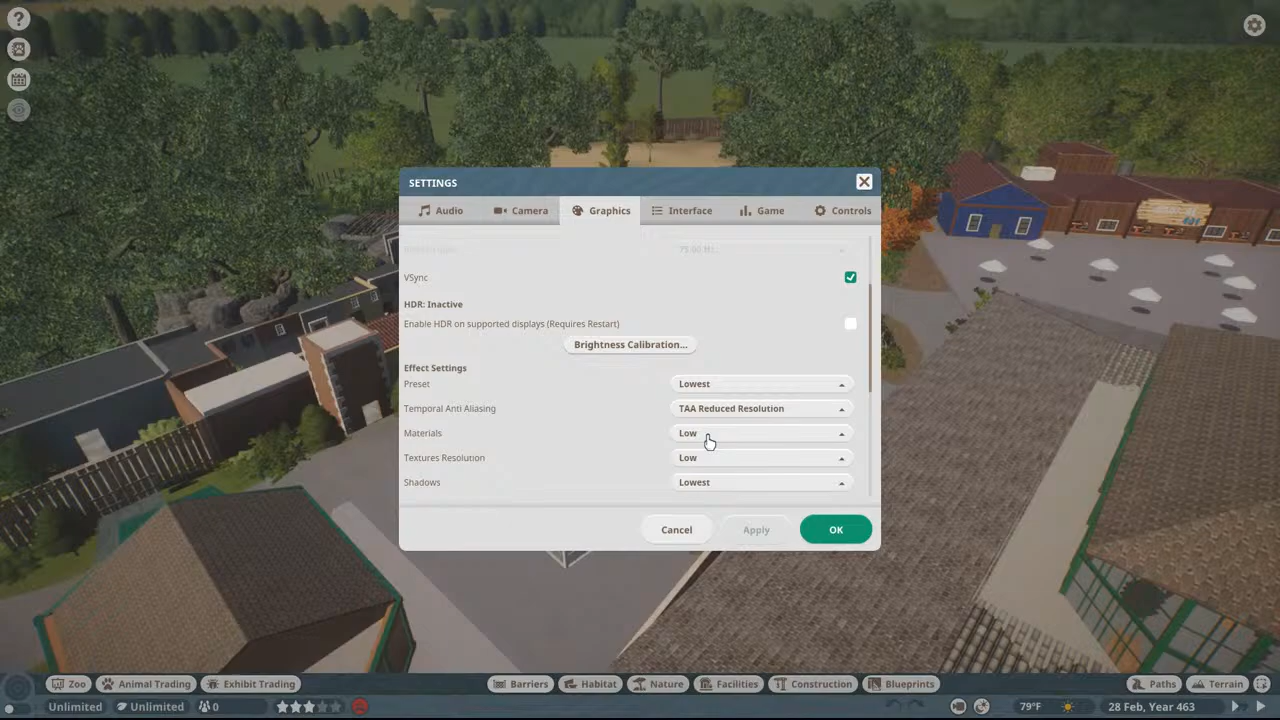 SETTINGS
Audio Camera Graphics Interface Game Controls
75.00 Hz
VSync
HDR: Inactive
Enable HDR on supported displays (Requires Restart)
Brightness Calibration...
Effect Settings
Preset Lowest
Temporal Anti Aliasing TAA Reduced Resolution
Materials Low
Textures Resolution Low
Shadows Lowest
Cancel Apply OK
Zoo Animal Trading Exhibit Trading Barriers Habitat Nature Facilities Construction Blueprints Paths Terrain
Unlimited Unlimited 0 79°F 28 Feb, Year 463